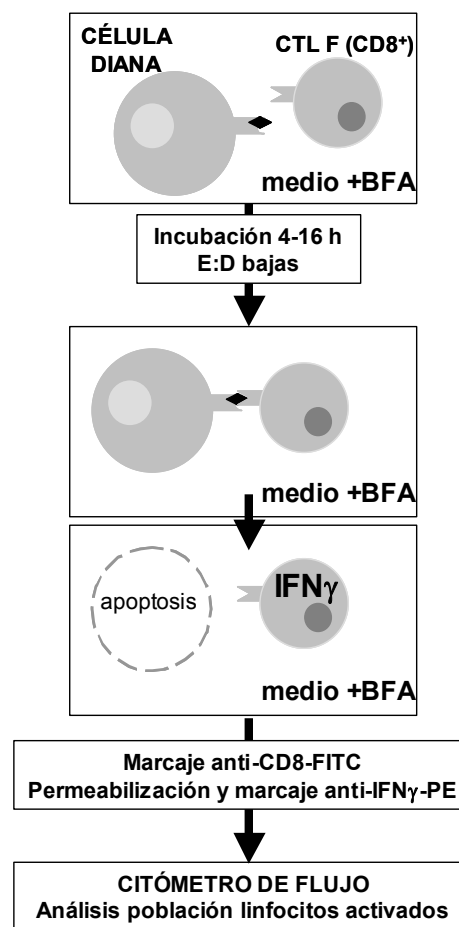 CÉLULA
DIANA
CTL F (CD8⁺)
medio +BFA
Incubación 4-16 h
E:D bajas
medio +BFA
apoptosis
IFNγ
medio +BFA
Marcaje anti-CD8-FITC
Permeabilización y marcaje anti-IFNγ-PE
CITÓMETRO DE FLUJO
Análisis población linfocitos activados